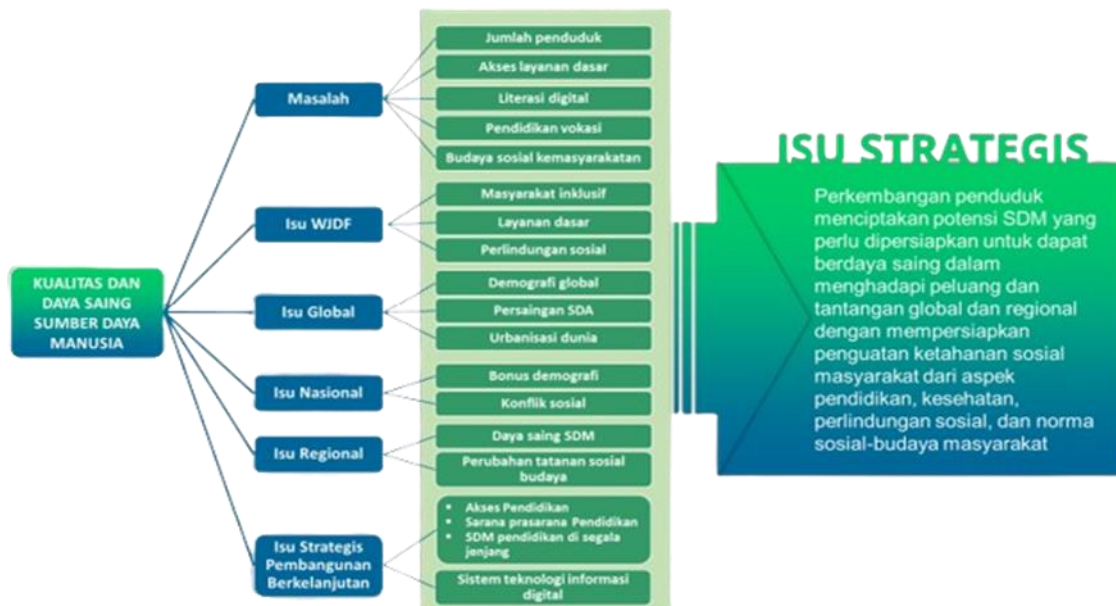 KUALITAS DAN
DAYA SAING
SUMBER DAYA
MANUSIA
Masalah
Jumlah penduduk
Akses layanan dasar
Literasi digital
Pendidikan vokasi
Budaya sosial kemasyarakatan
Isu WJDF
Masyarakat inklusif
Layanan dasar
Perlindungan sosial
Isu Global
Demografi global
Persaingan SDA
Urbanisasi dunia
Isu Nasional
Bonus demografi
Konflik sosial
Isu Regional
Daya saing SDM
Perubahan tatanan sosial
budaya
Isu Strategis
Pembangunan
Berkelanjutan
▪ Akses Pendidikan
▪ Sarana prasarana Pendidikan
▪ SDM pendidikan di segala
jenjang
Sistem teknologi informasi
digital
ISU STRATEGIS
Perkembangan penduduk
menciptakan potensi SDM yang
perlu dipersiapkan untuk dapat
berdaya saing dalam
menghadapi peluang dan
tantangan global dan regional
dengan mempersiapkan
penguatan ketahanan sosial
masyarakat dari aspek
pendidikan, kesehatan,
perlindungan sosial, dan norma
sosial-budaya masyarakat